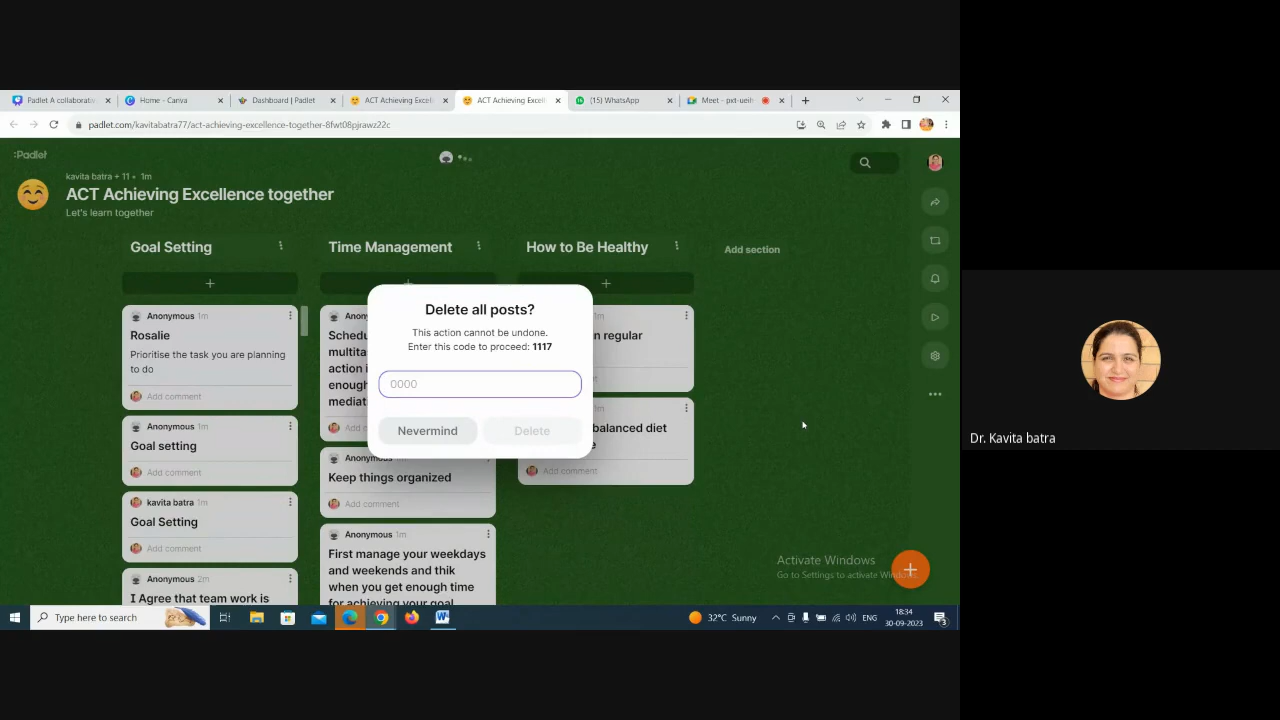 Padlet A collaborativ
Home - Canva
Dashboard | Padlet
ACT Achieving Excell
ACT Achieving Excell
(15) WhatsApp
Meet – pxt-ueih
padlet.com/kavitabatra77/act-achieving-excellence-together-8fwt08pjrawz22c
:Padlet
kavita batra + 11 • 1m
ACT Achieving Excellence together
Let's learn together
Goal Setting
Time Management
How to Be Healthy
Add section
Anonymous 1m
Rosalie
Prioritise the task you are planning
to do
Add comment
Anonymous 1m
Goal setting
Add comment
kavita batra 1m
Goal Setting
Add comment
Anonymous 2m
I Agree that team work is
Keep things organized
Add comment
Anonymous 1m
First manage your weekdays
and weekends and thik
when you get enough time
for achieving your goal
n regular
balanced diet
Add comment
Delete all posts?
This action cannot be undone.
Enter this code to proceed: 1117
0000
Nevermind
Delete
Activate Windows
Go to Settings to activate Windows.
Type here to search
32°C Sunny
ENG
18:34
30-09-2023
3
Dr. Kavita batra